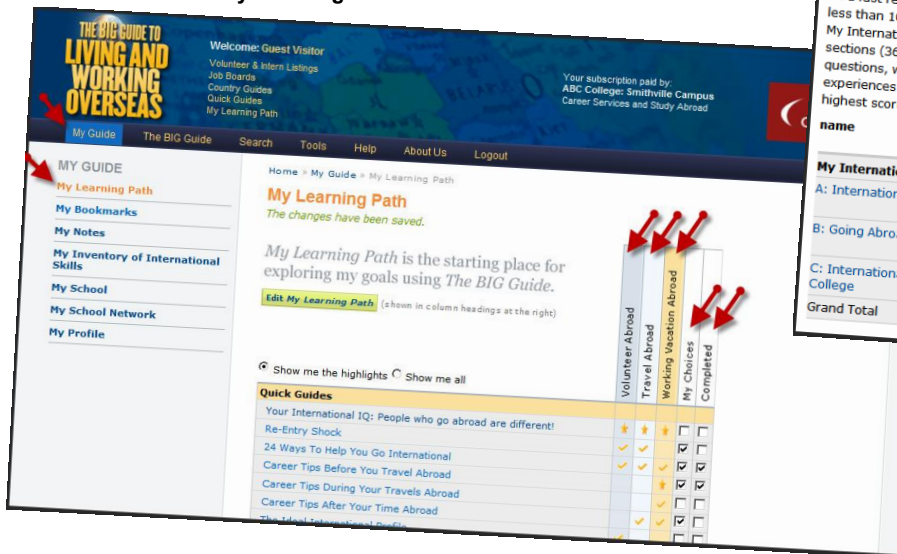 THE BIG GUIDE TO
LIVING AND
WORKING
OVERSEAS
Welcome: Guest Visitor
Volunteer & Intern Listings
Job Boards
Country Guides
Quick Guides
My Learning Path
Your subscription paid by:
ABC College: Smithville Campus
Career Services and Study Abroad
My Guide The BIG Guide Search Tools Help About Us Logout
MY GUIDE
My Learning Path
My Bookmarks
My Notes
My Inventory of International
Skills
My School
My School Network
My Profile
Home » My Guide » My Learning Path
My Learning Path
The changes have been saved.
My Learning Path is the starting place for
exploring my goals using The BIG Guide.
Edit My Learning Path (shown in column headings at the right)
Show me the highlights Show me all
Volunteer Abroad
Travel Abroad
Working Vacation Abroad
My Choices
Completed
Quick Guides
Your International IQ: People who go abroad are different!
Re-Entry Shock
24 Ways To Help You Go International
Career Tips Before You Travel Abroad
Career Tips During Your Travels Abroad
Career Tips After Your Time Abroad
The Ideal International Profile
less than
My Internat
sections (36
questions, w
experiences
highest scor
name
My Internatio
A: Internation
B: Going Abro
C: Internationa
College
Grand Total